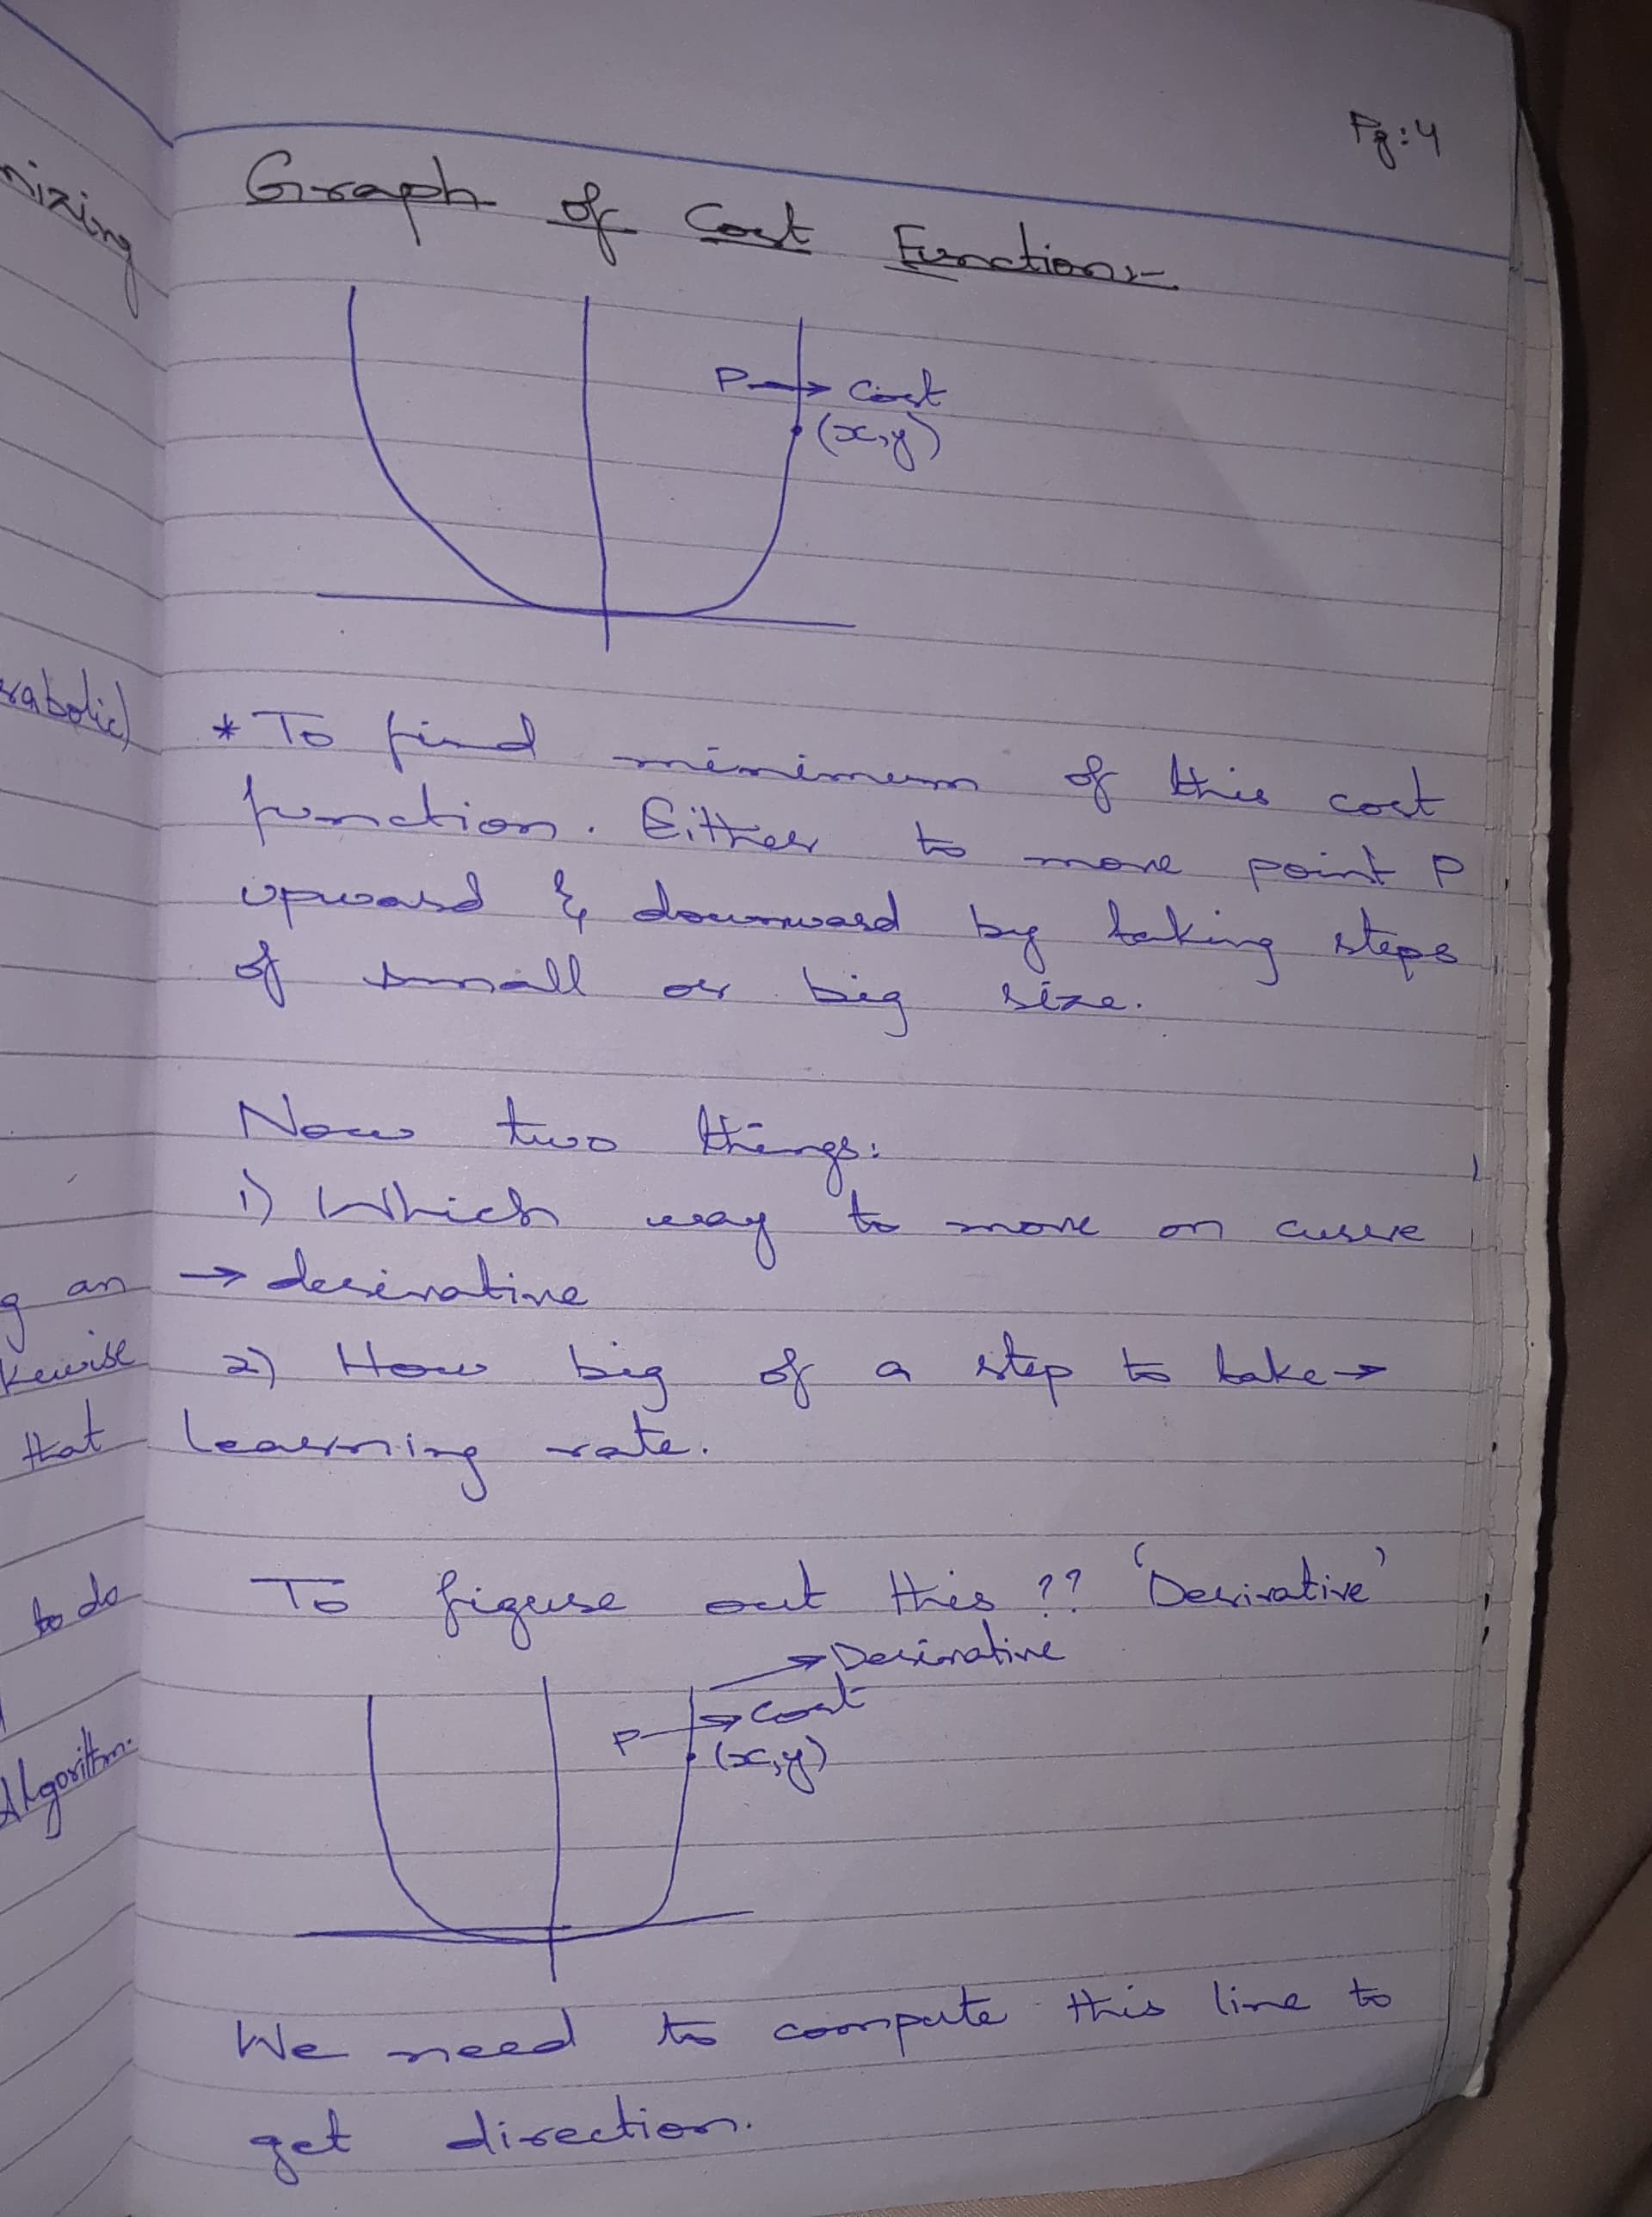 Pg:4
Graph of Cost Function:-
P → Cost
(x,y)
* To find minimum of this cost
function. Either to move point P
upward & downward by taking steps
of small or big size.
Now two things:
1) Which way to move on curve
→ derivative
2) How big of a step to take →
learning rate.
To figure out this ?? 'Derivative'
→ Derivative
P → Cost
(x,y)
We need to compute this line to
get direction.
nizing
rabolic)
g an
kewise
that
to do
Algorithm.